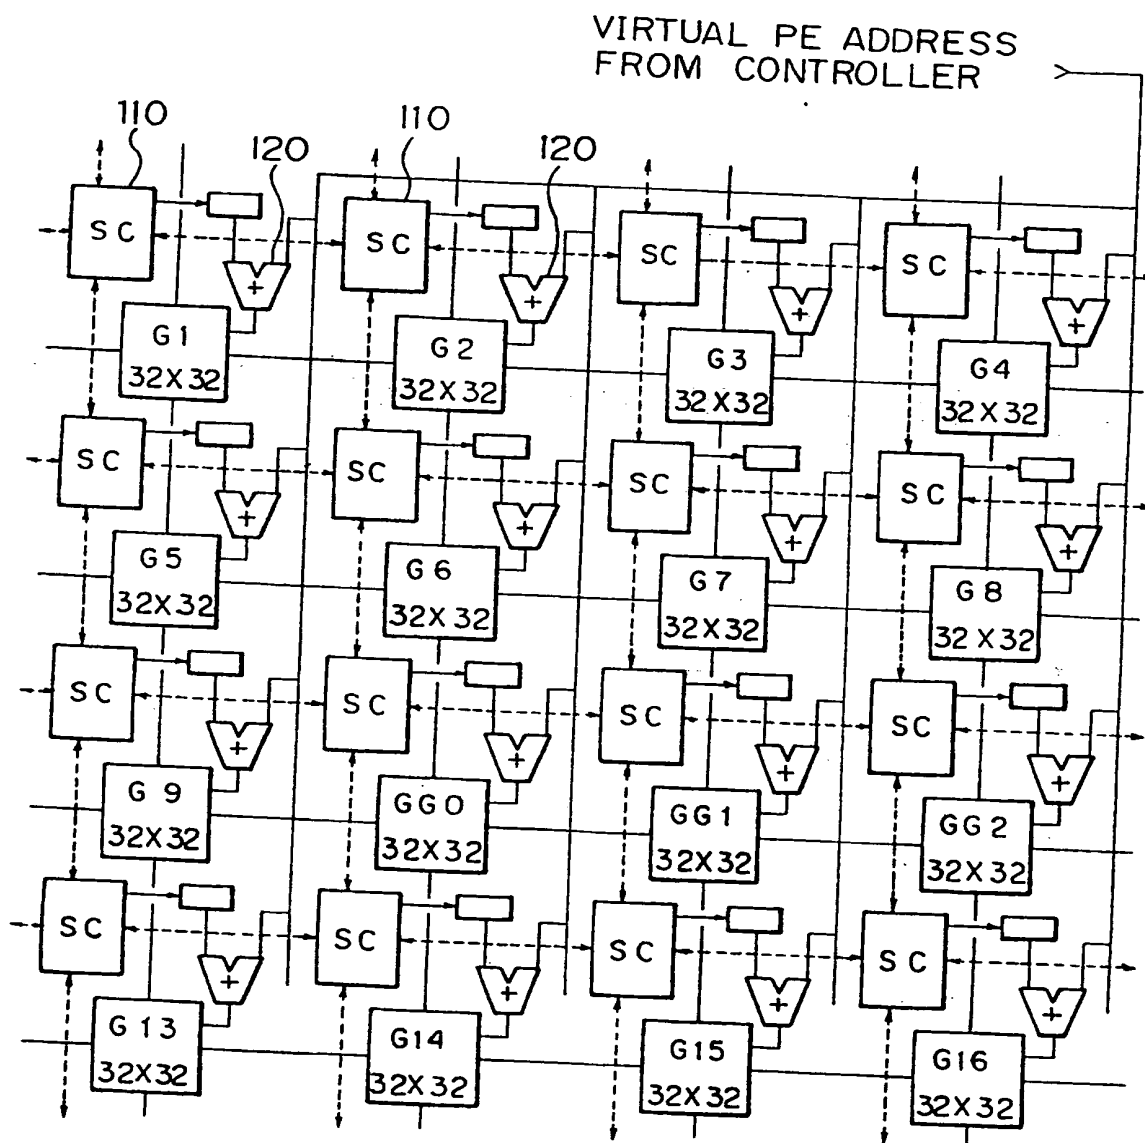 VIRTUAL PE ADDRESS
FROM CONTROLLER
110
120
110
120
SC
SC
SC
SC
+
+
+
+
G1
32X32
G2
32X32
G3
32X32
G4
32X32
SC
SC
SC
SC
+
+
+
+
G5
32X32
G6
32X32
G7
32X32
G8
32X32
SC
SC
SC
SC
+
+
+
+
G9
32X32
GG0
32X32
GG1
32X32
GG2
32X32
SC
SC
SC
SC
+
+
+
+
G13
32X32
G14
32X32
G15
32X32
G16
32X32